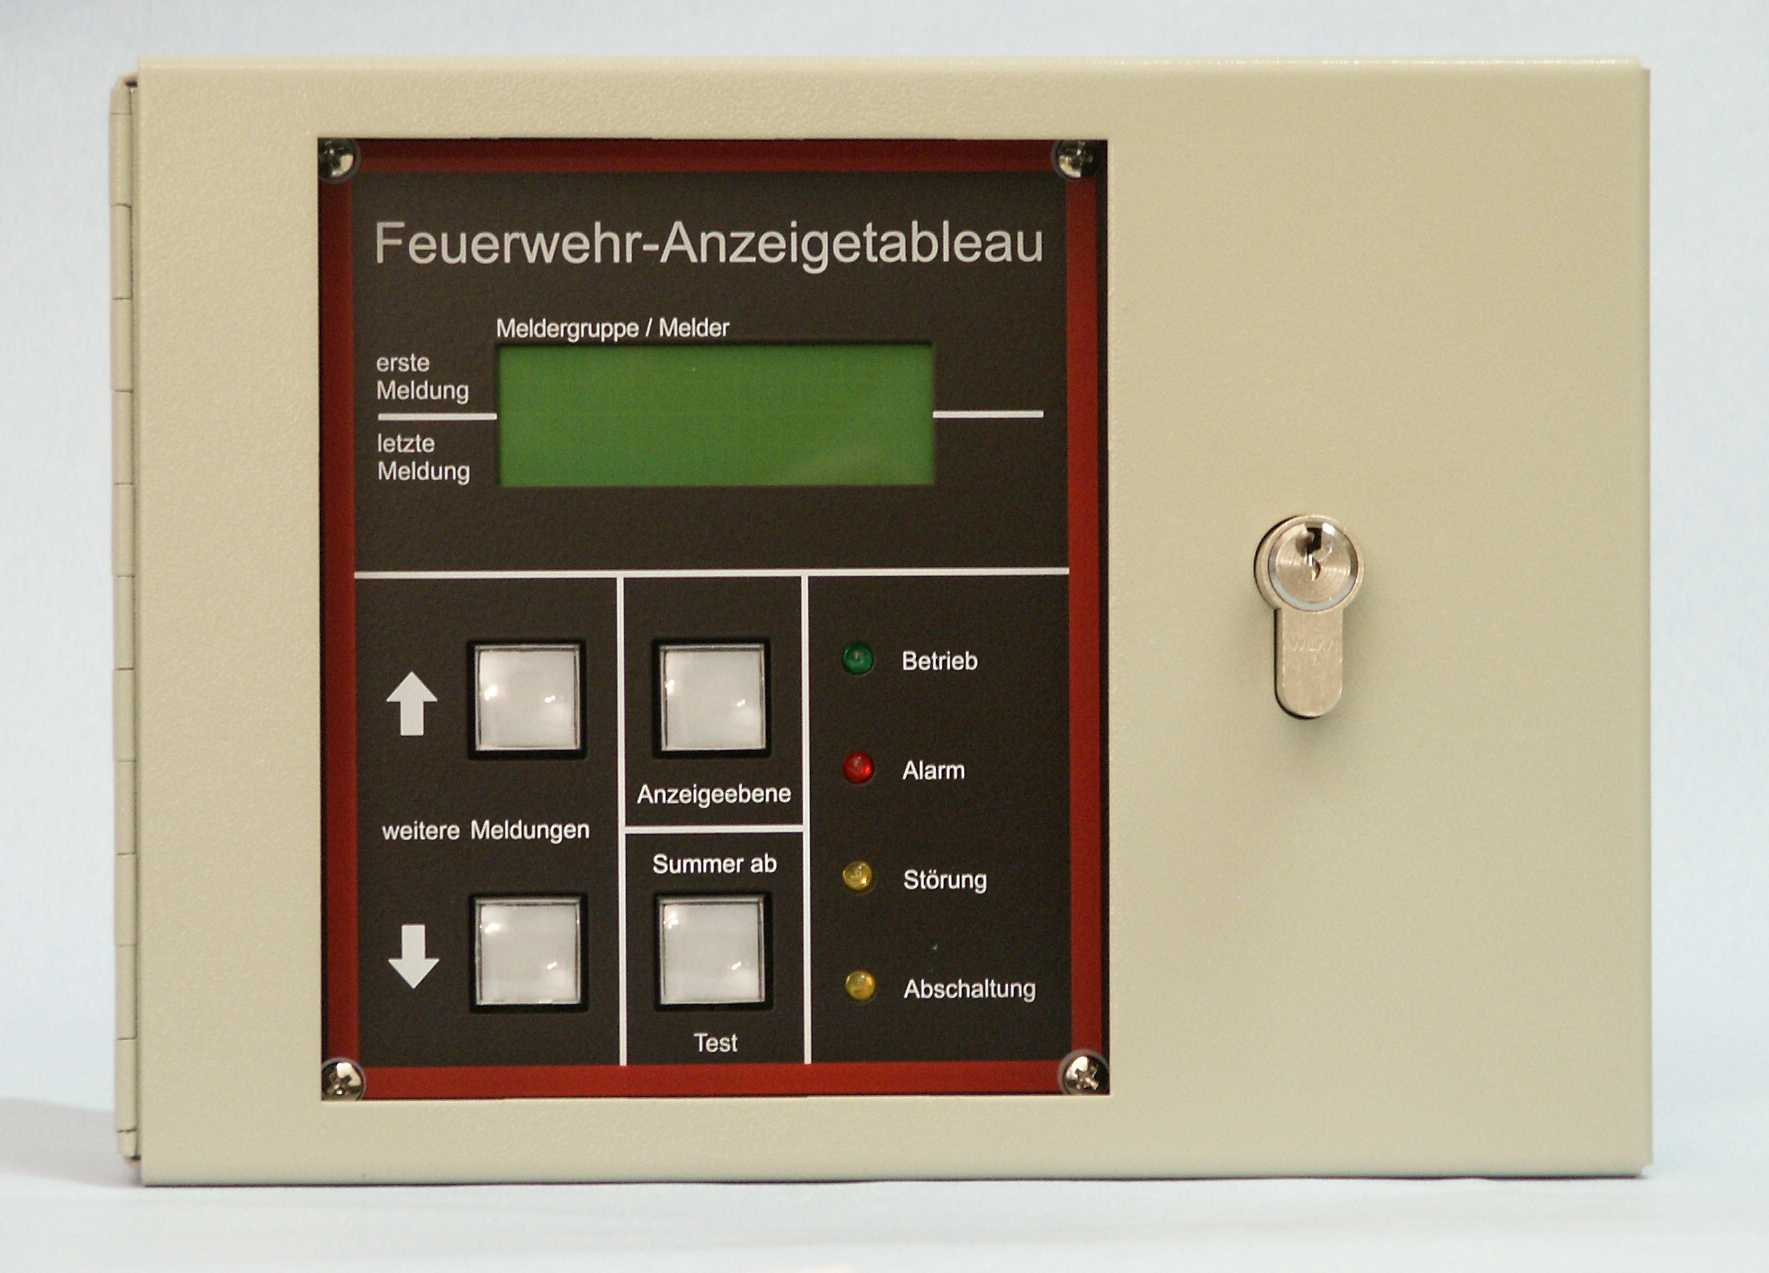 Feuerwehr-Anzeigetableau
Meldergruppe / Melder
erste
Meldung
letzte
Meldung
weitere Meldungen
Anzeigeebene
Summer ab
Test
Betrieb
Alarm
Störung
Abschaltung